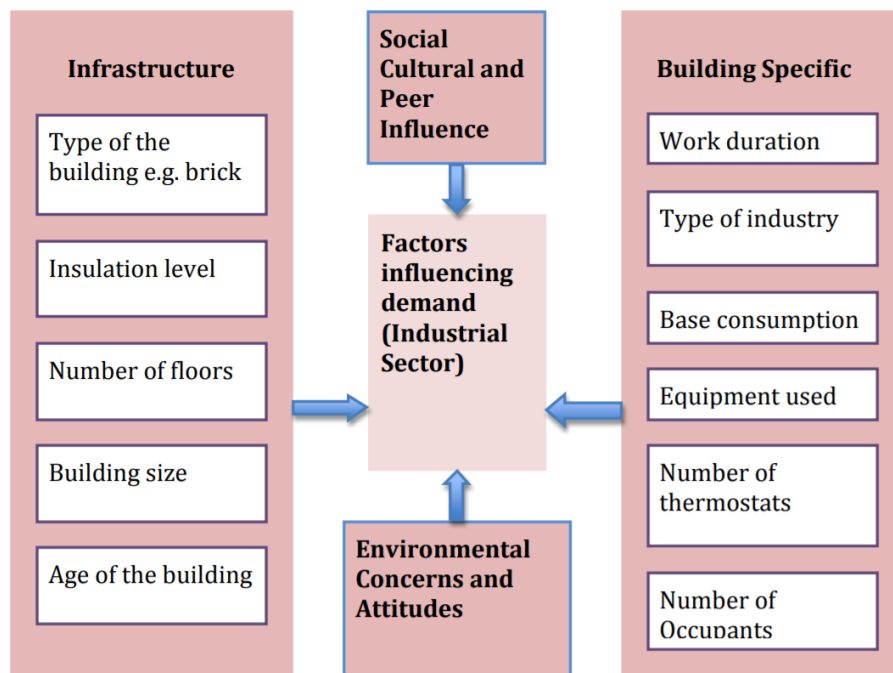 Infrastructure
Type of the
building e.g. brick
Insulation level
Number of floors
Building size
Age of the building
Social
Cultural and
Peer
Influence
Factors
influencing
demand
(Industrial
Sector)
Environmental
Concerns and
Attitudes
Building Specific
Work duration
Type of industry
Base consumption
Equipment used
Number of
thermostats
Number of
Occupants